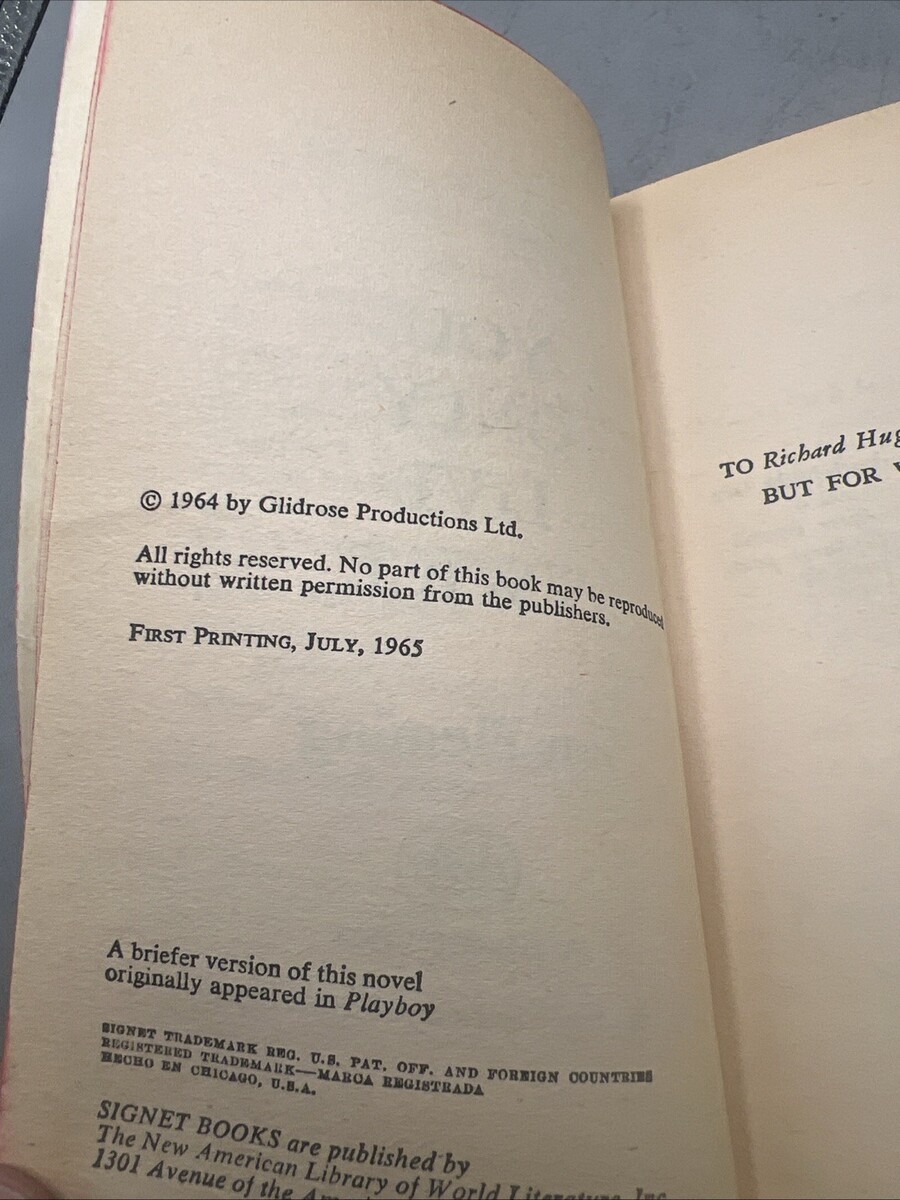 © 1964 by Glidrose Productions Ltd.
All rights reserved. No part of this book may be reproduced
without written permission from the publishers.
FIRST PRINTING, JULY, 1965
A briefer version of this novel
originally appeared in Playboy
SIGNET TRADEMARK REG. U.S. PAT. OFF. AND FOREIGN COUNTRIES
REGISTERED TRADEMARK—MARCA REGISTRADA
HECHO EN CHICAGO, U.S.A.
SIGNET BOOKS are published by
The New American Library of World Literature, Inc.
1301 Avenue of the
TO Richard Hug
BUT FOR